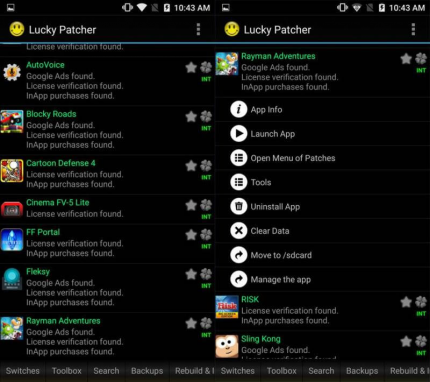 10:43 AM
Lucky Patcher
Google Ads found.
License verification found.
AutoVoice
Google Ads found.
License verification found.
InApp purchases found.
INT
Blocky Roads
Google Ads found.
License verification found.
InApp purchases found.
INT
Cartoon Defense 4
License verification found.
InApp purchases found.
INT
Cinema FV-5 Lite
License verification found.
INT
FF Portal
License verification found.
InApp purchases found.
INT
Fleksy
Google Ads found.
License verification found.
InApp purchases found.
INT
Rayman Adventures
Google Ads found.
License verification found.
InApp purchases found.
INT
Switches Toolbox Search Backups Rebuild & I
10:43 AM
Lucky Patcher
Rayman Adventures
Google Ads found.
License verification found.
InApp purchases found.
INT
App Info
Launch App
Open Menu of Patches
Tools
Uninstall App
Clear Data
Move to /sdcard
Manage the app
RISK
License verification found.
InApp purchases found.
INT
Sling Kong
Google Ads found.
License verification found.
INT
Switches Toolbox Search Backups Rebuild & I